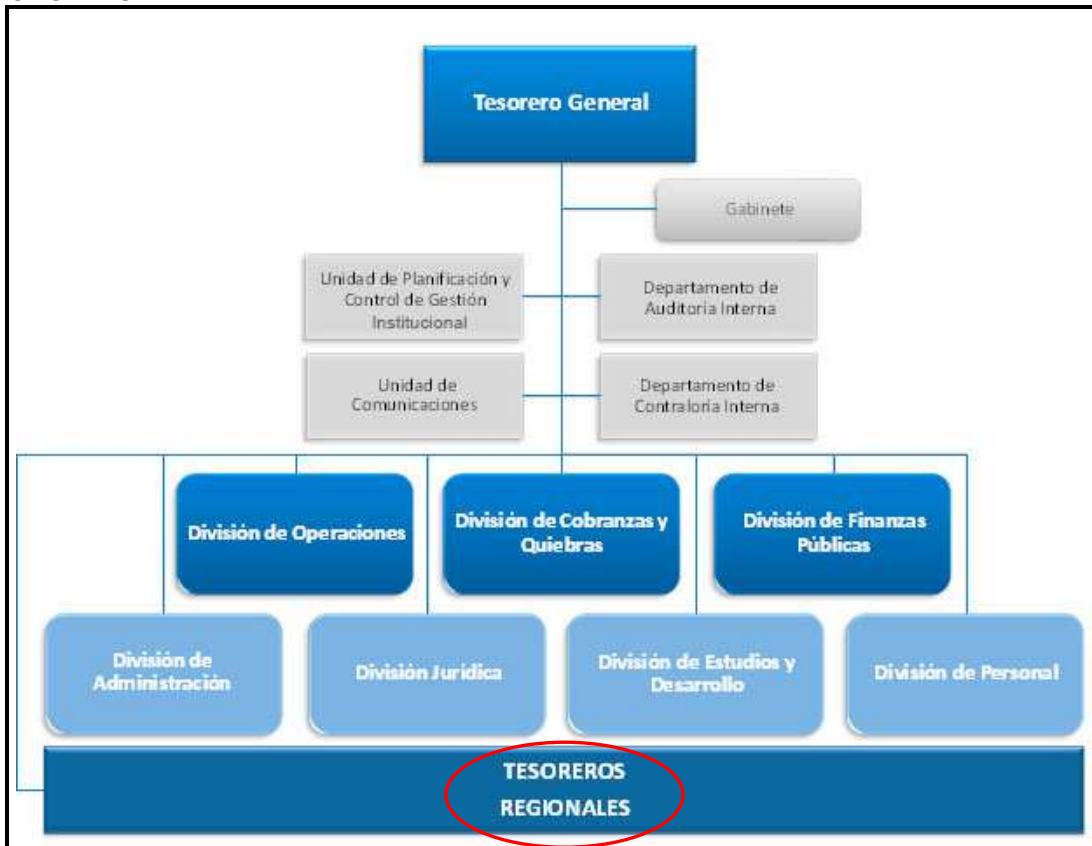 Tesorero General
Gabinete
Unidad de Planificación y
Control de Gestión
Institucional
Departamento de
Auditoría Interna
Unidad de
Comunicaciones
Departamento de
Contraloría Interna
División de Operaciones
División de Cobranzas y
Quiebras
División de Finanzas
Públicas
División de
Administración
División Jurídica
División de Estudios y
Desarrollo
División de Personal
TESOREROS
REGIONALES